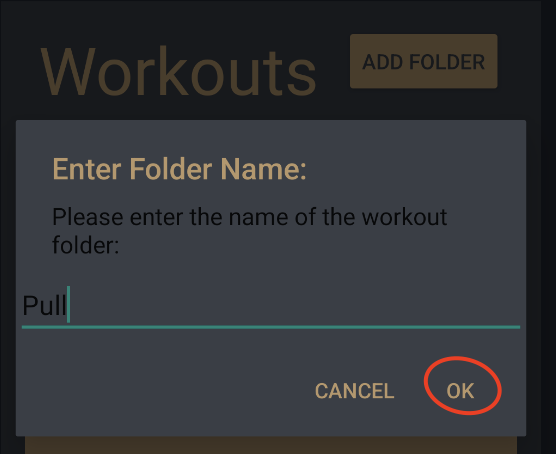 Workouts
ADD FOLDER
Enter Folder Name:
Please enter the name of the workout
folder:
Pull
CANCEL
OK